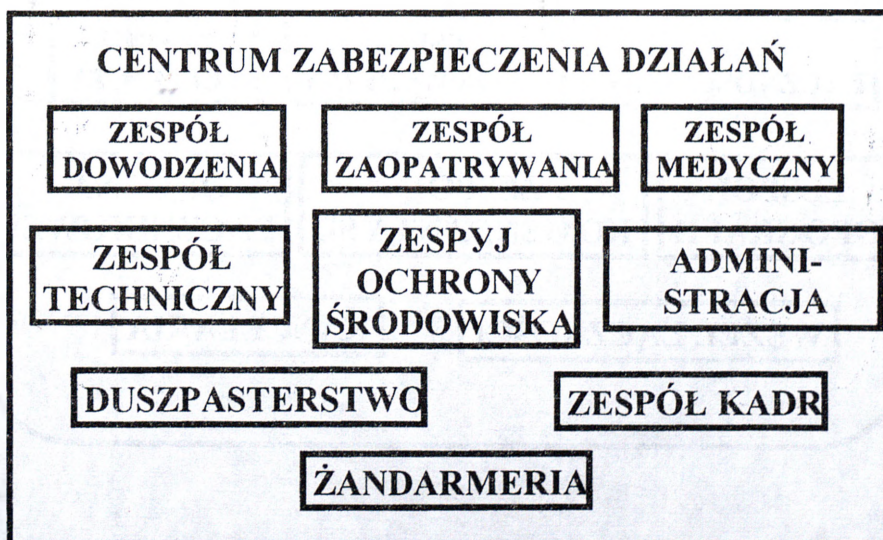 CENTRUM ZABEZPIECZENIA DZIAŁAŃ
ZESPÓŁ
DOWODZENIA
ZESPÓŁ
ZAOPATRYWANIA
ZESPÓŁ
MEDYCZNY
ZESPÓŁ
TECHNICZNY
ZESPУJ
OCHRONY
ŚRODOWISKA
ADMINI-
STRACJA
DUSZPASTERSTWO
ZESPÓŁ KADR
ŻANDARMERIA